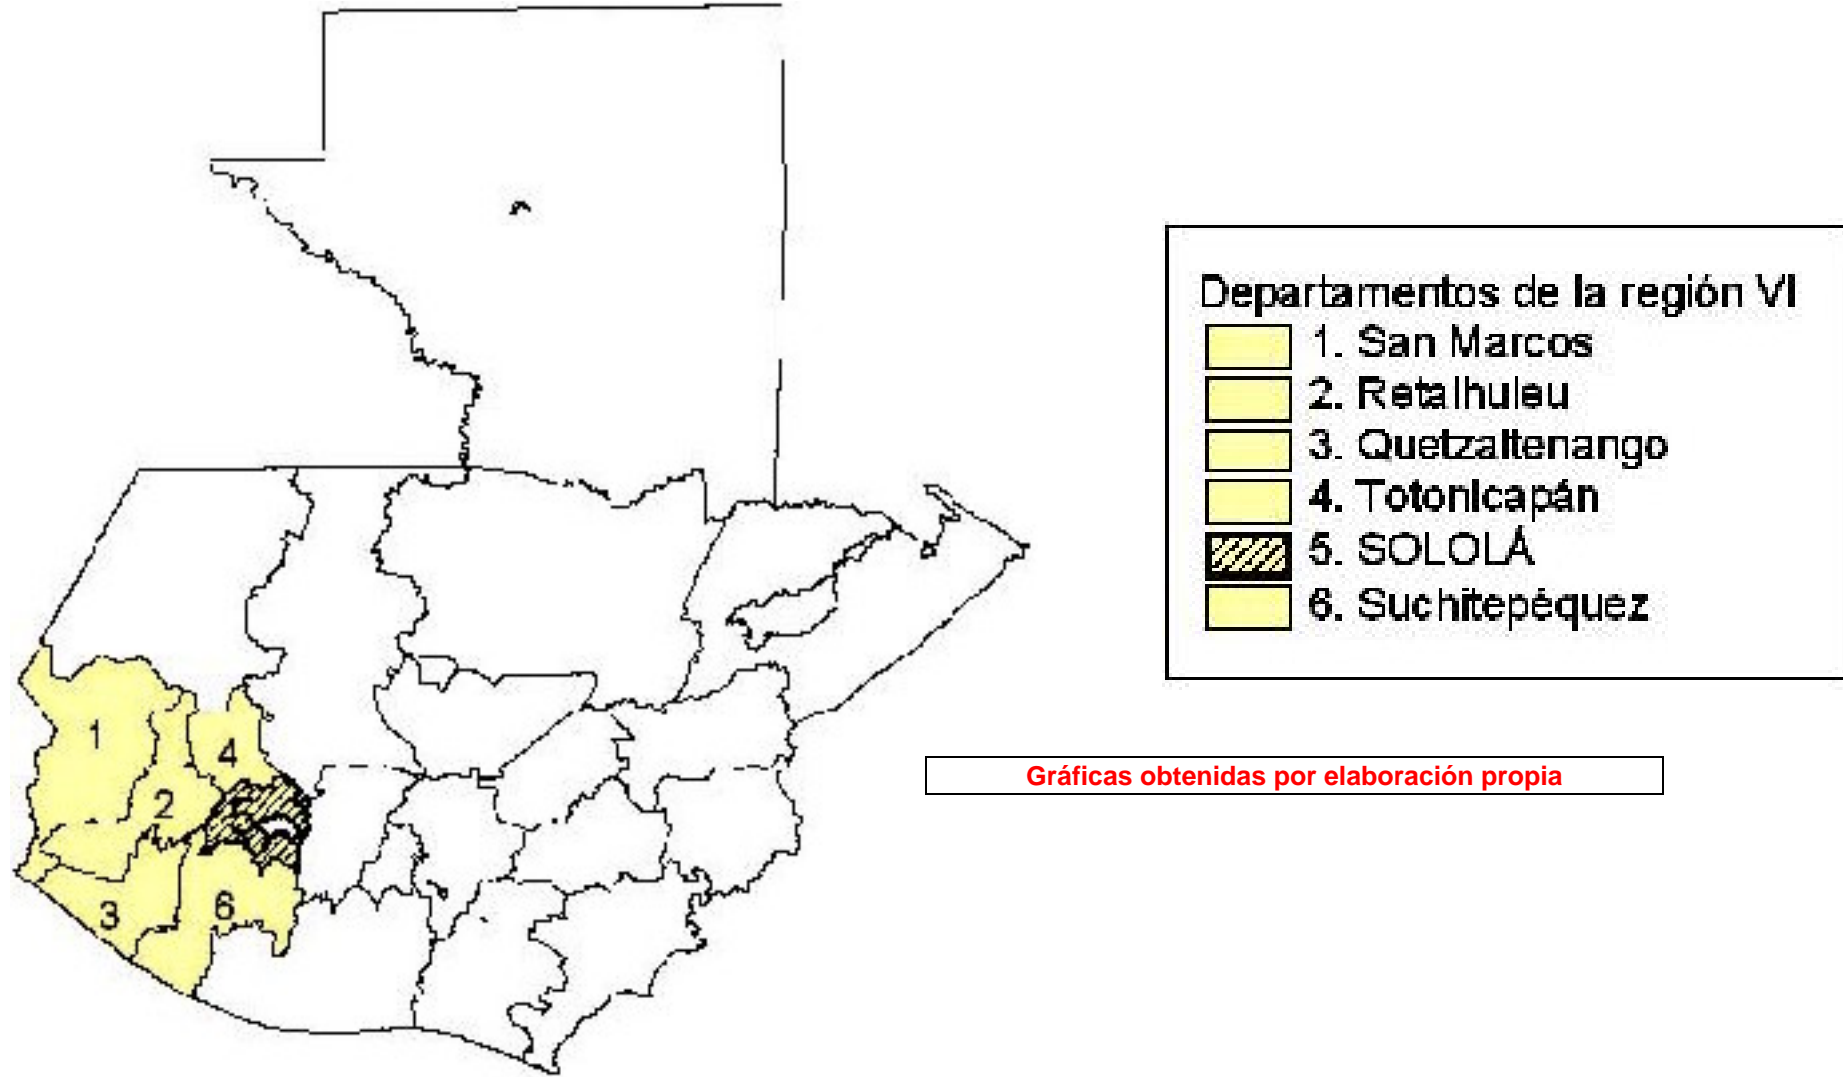 Departamentos de la región VI
1. San Marcos
2. Retalhuleu
3. Quetzaltenango
4. Totonicapán
5. SOLOLÁ
6. Suchitepéquez
1
4
2
3
6
Gráficas obtenidas por elaboración propia